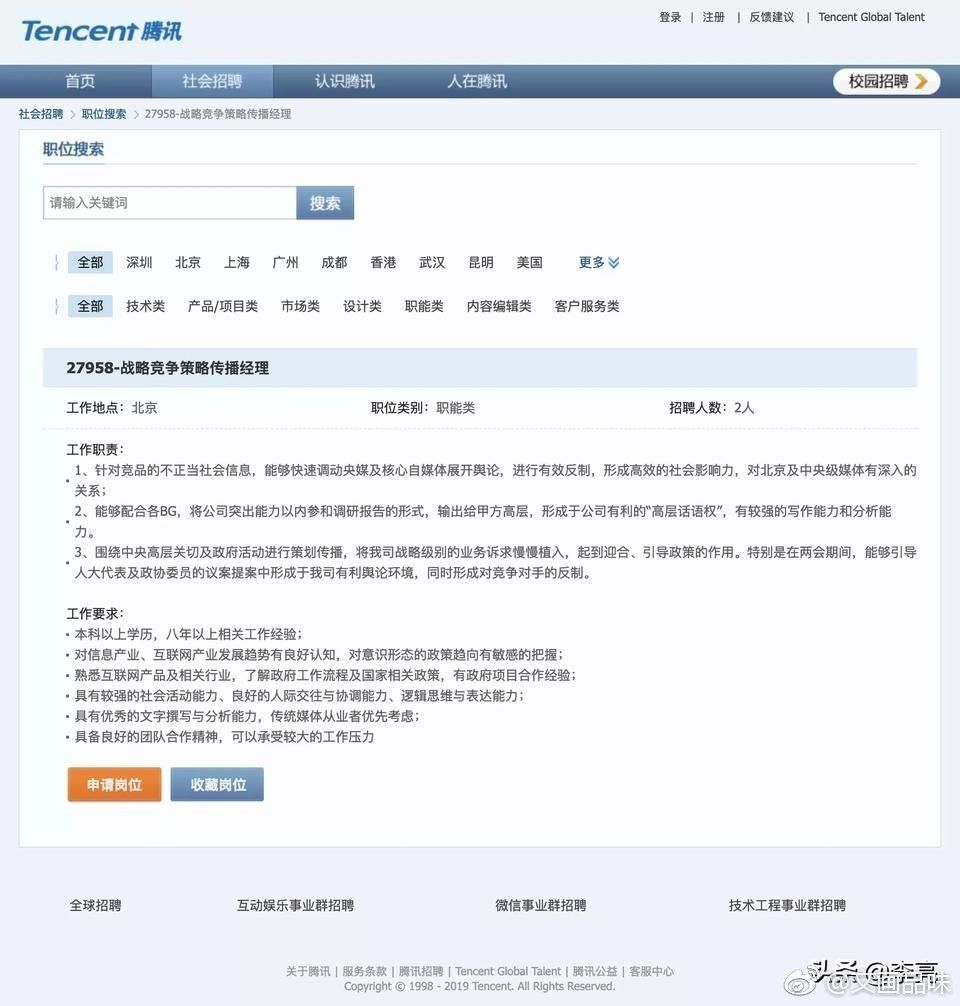 Tencent 腾讯
登录 | 注册 | 反馈建议 | Tencent Global Talent
首页 社会招聘 认识腾讯 人在腾讯 校园招聘
社会招聘 > 职位搜索 > 27958-战略竞争策略传播经理
职位搜索
请输入关键词 搜索
全部 深圳 北京 上海 广州 成都 香港 武汉 昆明 美国 更多
全部 技术类 产品/项目类 市场类 设计类 职能类 内容编辑类 客户服务类
27958-战略竞争策略传播经理
工作地点：北京 职位类别：职能类 招聘人数：2人
工作职责：
1、针对竞品的不正当社会信息，能够快速调动央媒及核心自媒体展开舆论，进行有效反制，形成高效的社会影响力，对北京及中央级媒体有深入的
关系；
2、能够配合各BG，将公司突出能力以内参和调研报告的形式，输出给甲方高层，形成于公司有利的“高层话语权”，有较强的写作能力和分析能
力。
3、围绕中央高层关切及政府活动进行策划传播，将我司战略级别的业务诉求慢慢植入，起到迎合、引导政策的作用。特别是在两会期间，能够引导
人大代表及政协委员的议案提案中形成于我司有利舆论环境，同时形成对竞争对手的反制。
工作要求：
本科以上学历，八年以上相关工作经验；
对信息产业、互联网产业发展趋势有良好认知，对意识形态的政策趋向有敏感的把握；
熟悉互联网产品及相关行业，了解政府工作流程及国家相关政策，有政府项目合作经验；
具有较强的社会活动能力、良好的人际交往与协调能力、逻辑思维与表达能力；
具有优秀的文字撰写与分析能力，传统媒体从业者优先考虑；
具备良好的团队合作精神，可以承受较大的工作压力
申请岗位 收藏岗位
全球招聘 互动娱乐事业群招聘 微信事业群招聘 技术工程事业群招聘
关于腾讯 | 服务条款 | 腾讯招聘 | Tencent Global Talent | 腾讯公益 | 客服中心
Copyright © 1998 - 2019 Tencent. All Rights Reserved.
头条